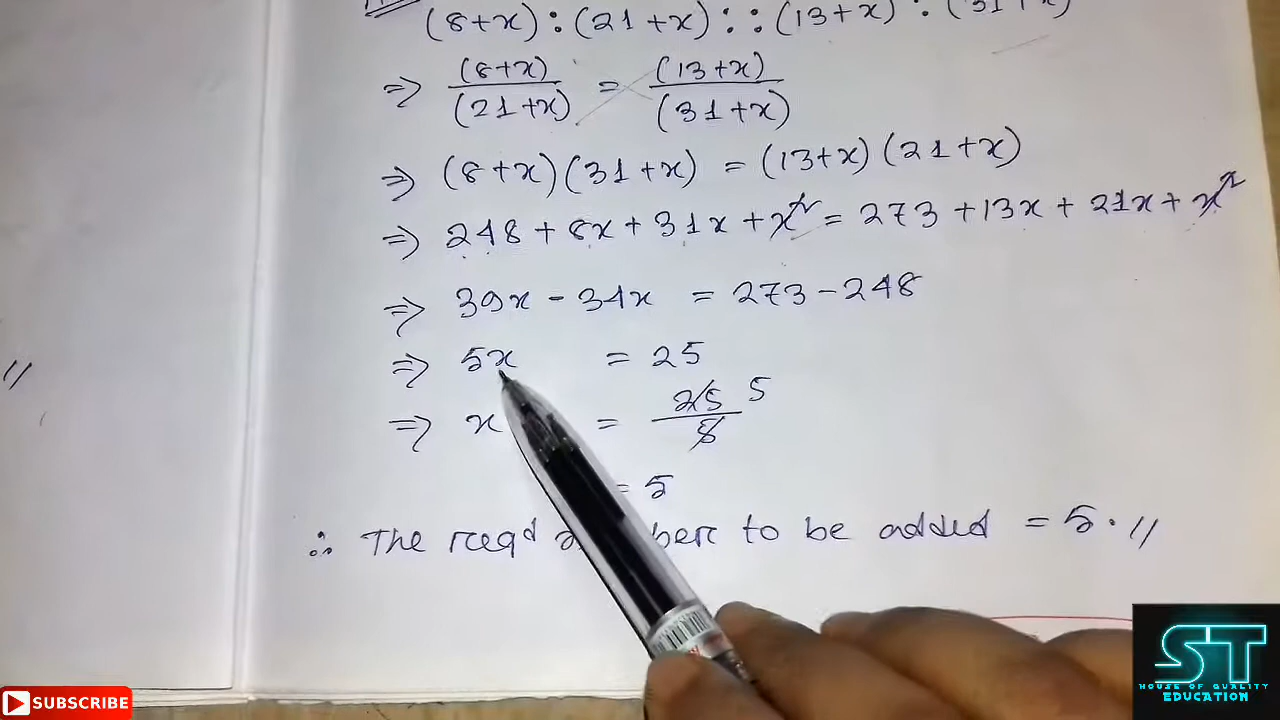 (8+x) : (21+x) :: (13+x) : (31+x)
⇒ (8+x)/(21+x) = (13+x)/(31+x)
⇒ (8+x)(31+x) = (13+x)(21+x)
⇒ 248 + 8x + 31x + x² = 273 + 13x + 21x + x²
⇒ 39x - 34x = 273 - 248
⇒ 5x = 25
⇒ x = 25/5 5
= 5
∴ The reqd to be added = 5. //
//
ST
HOUSE OF QUALITY
EDUCATION
SUBSCRIBE